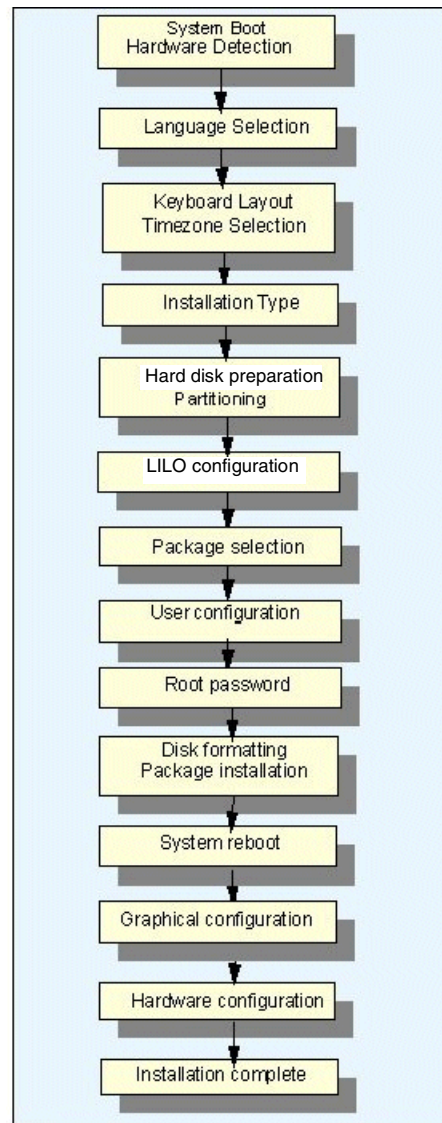 System Boot
Hardware Detection
Language Selection
Keyboard Layout
Timezone Selection
Installation Type
Hard disk preparation
Partitioning
LILO configuration
Package selection
User configuration
Root password
Disk formatting
Package installation
System reboot
Graphical configuration
Hardware configuration
Installation complete